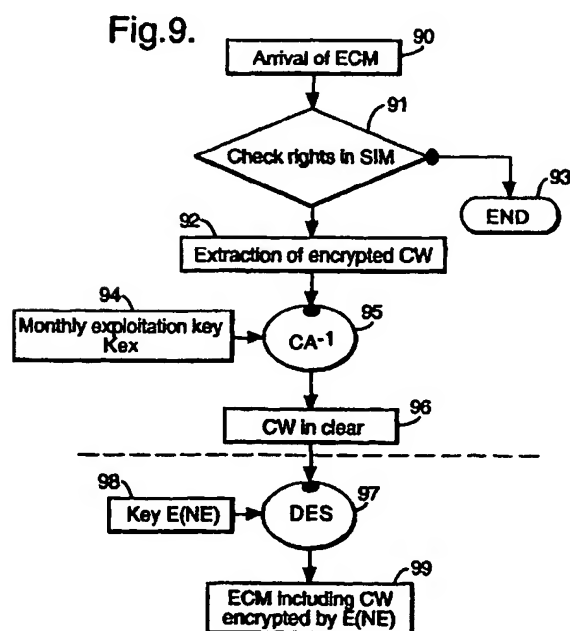 Fig.9.
90
Arrival of ECM
91
Check rights in SIM
93
END
92
Extraction of encrypted CW
94
Monthly exploitation key
Kex
95
CA-1
96
CW in clear
98
Key E(NE)
97
DES
99
ECM including CW
encrypted by E(NE)